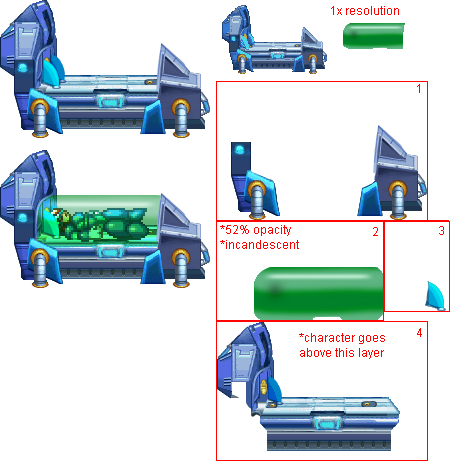 1x resolution
1
*52% opacity
*incandescent
2
3
*character goes
above this layer
4